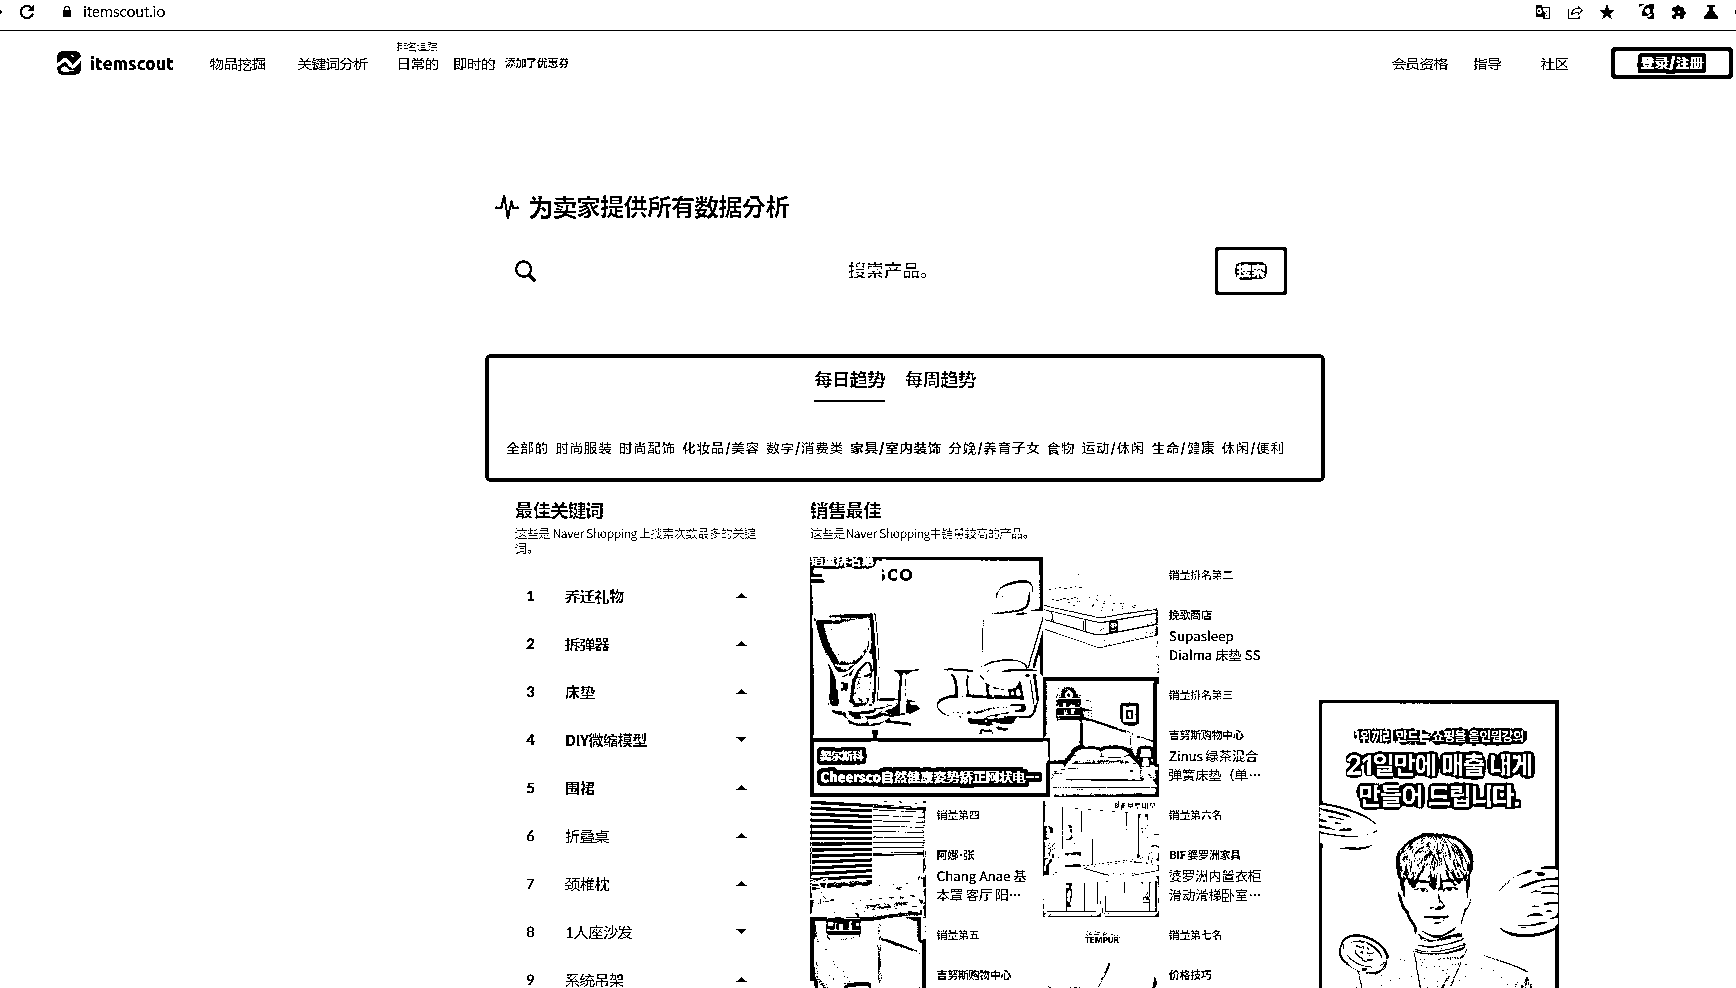 itemscout.io
itemscout
物品挖掘
关键词分析
排名追踪
日常的
即时的
添加了优惠券
会员资格
指导
社区
登录/注册
为卖家提供所有数据分析
搜索产品。
搜索
每日趋势 每周趋势
全部的 时尚服装 时尚配饰 化妆品/美容 数字/消费类 家具/室内装饰 分娩/养育子女 食物 运动/休闲 生命/健康 休闲/便利
最佳关键词
这些是 Naver Shopping 上搜索次数最多的关键
词。
1 乔迁礼物
2 拆弹器
3 床垫
4 DIY微缩模型
5 围裙
6 折叠桌
7 颈椎枕
8 1人座沙发
9 系统吊架
销售最佳
这些是Naver Shopping中销量较高的产品。
SCO
Cheersco自然健康姿势矫正网状电…
销量排名第二
挽致商店
Supasleep
Dialma 床垫 SS
销量排名第三
吉努斯购物中心
Zinus 绿茶混合
弹簧床垫（单…
销量第四
阿娜·张
Chang Anae 基
本罩 客厅 阳…
销量第六名
BIF婆罗洲家具
婆罗洲内置衣柜
滑动滑梯卧室…
销量第五
吉努斯购物中心
TEMPUR
销量第七名
价格技巧
21일만에 매출 내게
만들어 드립니다.